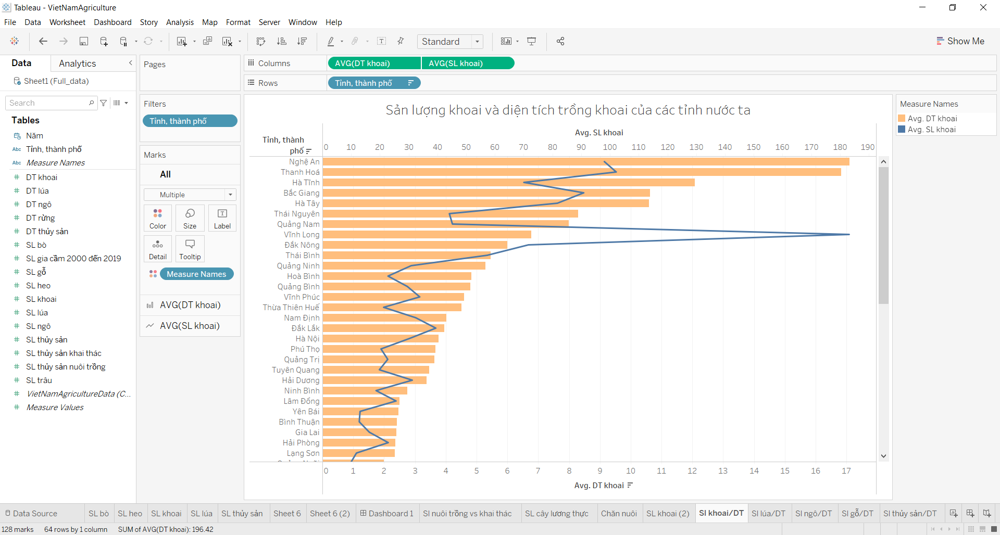 Tableau - VietNamAgriculture
File Data Worksheet Dashboard Story Analysis Map Format Server Window Help
Standard
Show Me
Data
Analytics
Sheet1 (Full_data)
Search
Tables
Năm
Tỉnh, thành phố
Measure Names
DT khoai
DT lúa
DT ngô
DT rừng
DT thủy sản
SL bò
SL gia cầm 2000 đến 2019
SL gỗ
SL heo
SL khoai
SL lúa
SL ngô
SL thủy sản
SL thủy sản khai thác
SL thủy sản nuôi trồng
SL trâu
VietNamAgricultureData (C...
Measure Values
Pages
Filters
Tỉnh, thành phố
Marks
All
Multiple
Color
Size
Label
Detail
Tooltip
Measure Names
AVG(DT khoai)
AVG(SL khoai)
Columns
AVG(DT khoai)
AVG(SL khoai)
Rows
Tỉnh, thành phố
Sản lượng khoai và diện tích trồng khoai của các tỉnh nước ta
Tỉnh, thành
phố
Avg. SL khoai
0 10 20 30 40 50 60 70 80 90 100 110 120 130 140 150 160 170 180 190
Nghệ An
Thanh Hoá
Hà Tĩnh
Bắc Giang
Hà Tây
Thái Nguyên
Quảng Nam
Vĩnh Long
Đắk Nông
Thái Bình
Quảng Ninh
Hoà Bình
Quảng Bình
Vĩnh Phúc
Thừa Thiên Huế
Nam Định
Đắk Lắk
Hà Nội
Phú Thọ
Quảng Trị
Tuyên Quang
Hải Dương
Ninh Bình
Lâm Đồng
Yên Bái
Bình Thuận
Gia Lai
Hải Phòng
Lạng Sơn
0 1 2 3 4 5 6 7 8 9 10 11 12 13 14 15 16 17
Avg. DT khoai
Measure Names
Avg. DT khoai
Avg. SL khoai
Data Source
SL bò
SL heo
SL khoai
SL lúa
SL thủy sản
Sheet 6
Sheet 6 (2)
Dashboard 1
Sl nuôi trồng vs khai thác
SL cây lương thực
Chăn nuôi
SL khoai (2)
Sl khoai/DT
Sl lúa/DT
Sl ngô/DT
Sl gỗ/DT
Sl thủy sản/DT
128 marks
64 rows by 1 column
SUM of AVG(DT khoai): 196.42